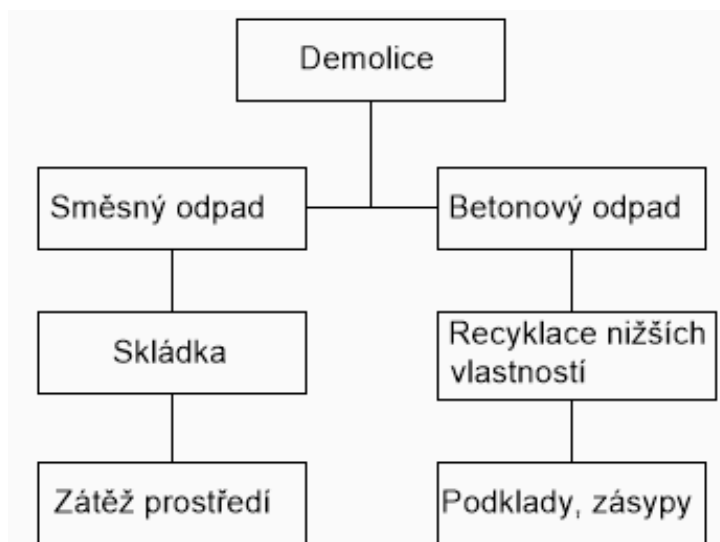 Demolice
Směsný odpad
Betonový odpad
Skládka
Recyklace nižších
vlastností
Zátěž prostředí
Podklady, zásypy